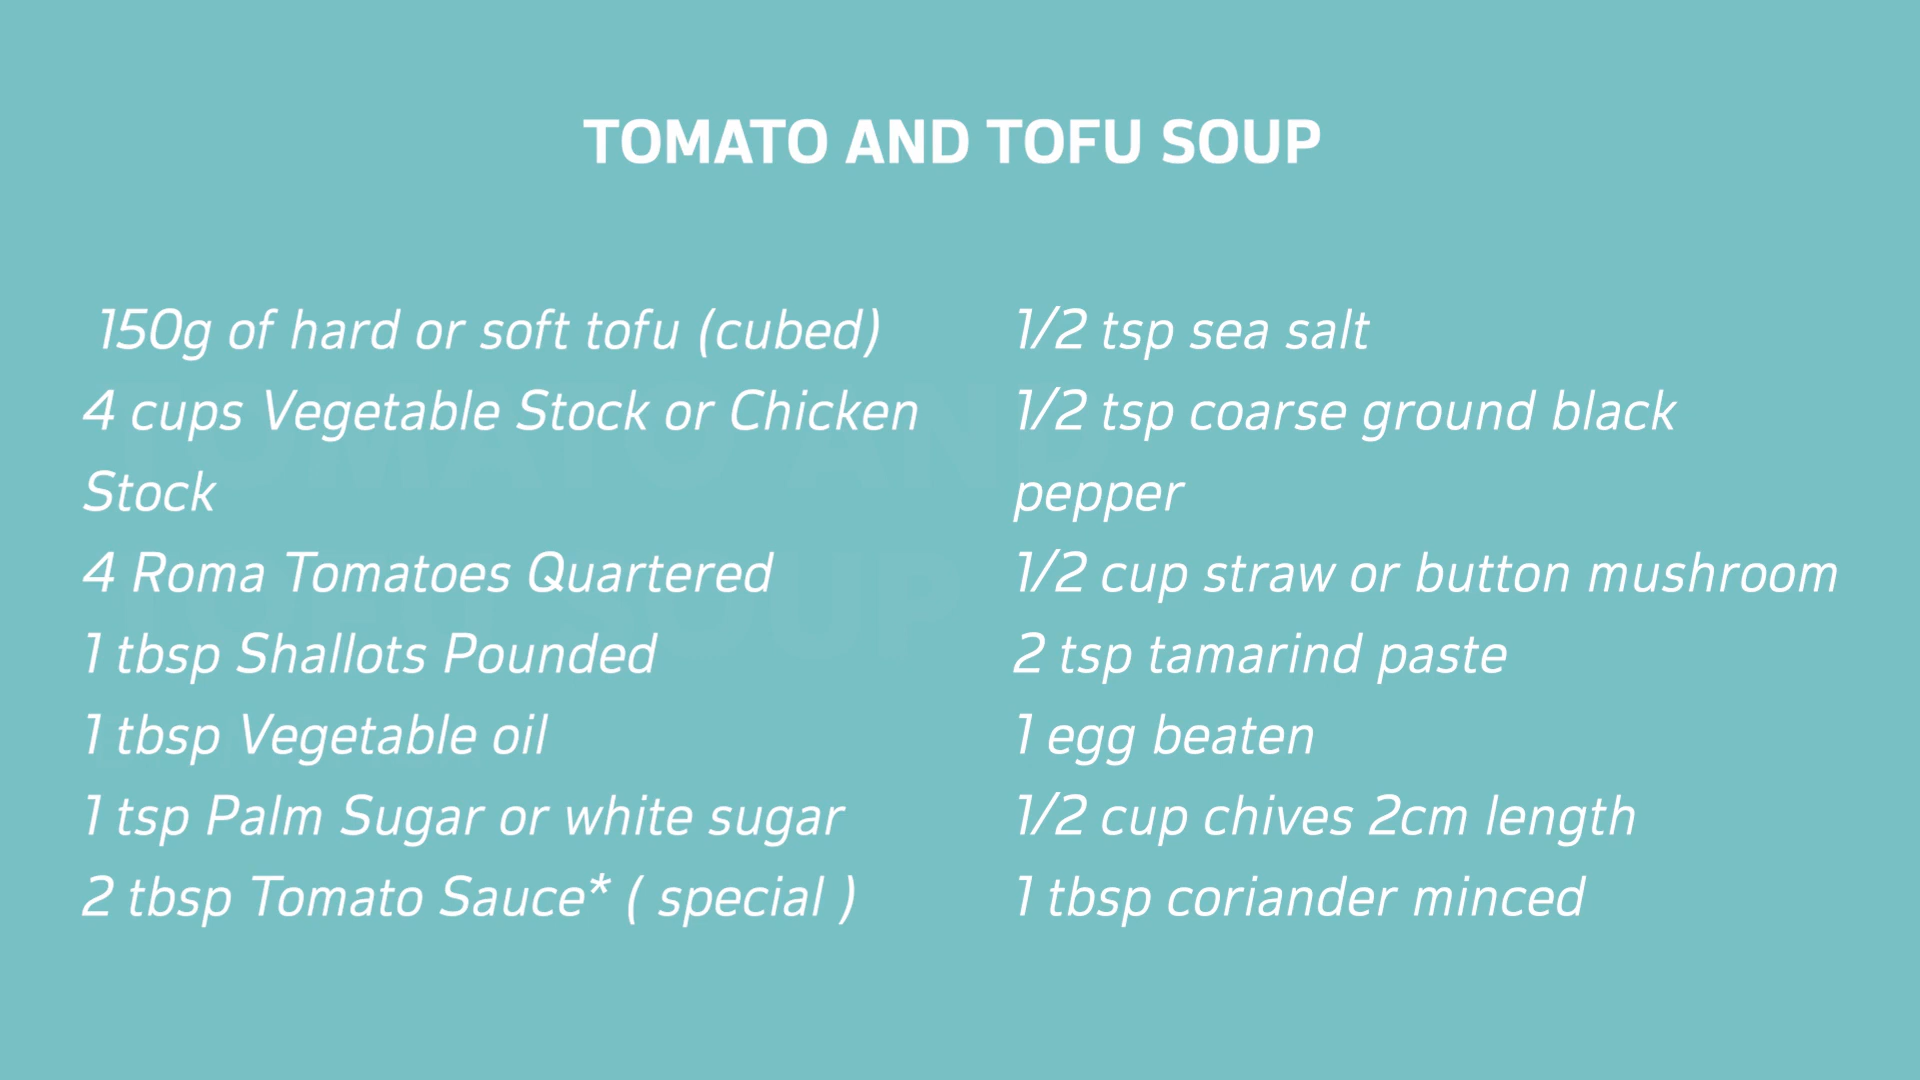 TOMATO AND TOFU SOUP
150g of hard or soft tofu (cubed)
4 cups Vegetable Stock or Chicken
Stock
4 Roma Tomatoes Quartered
1 tbsp Shallots Pounded
1 tbsp Vegetable oil
1 tsp Palm Sugar or white sugar
2 tbsp Tomato Sauce* ( special )
1/2 tsp sea salt
1/2 tsp coarse ground black
pepper
1/2 cup straw or button mushroom
2 tsp tamarind paste
1 egg beaten
1/2 cup chives 2cm length
1 tbsp coriander minced
TOMATO AND
TOFU SOUP